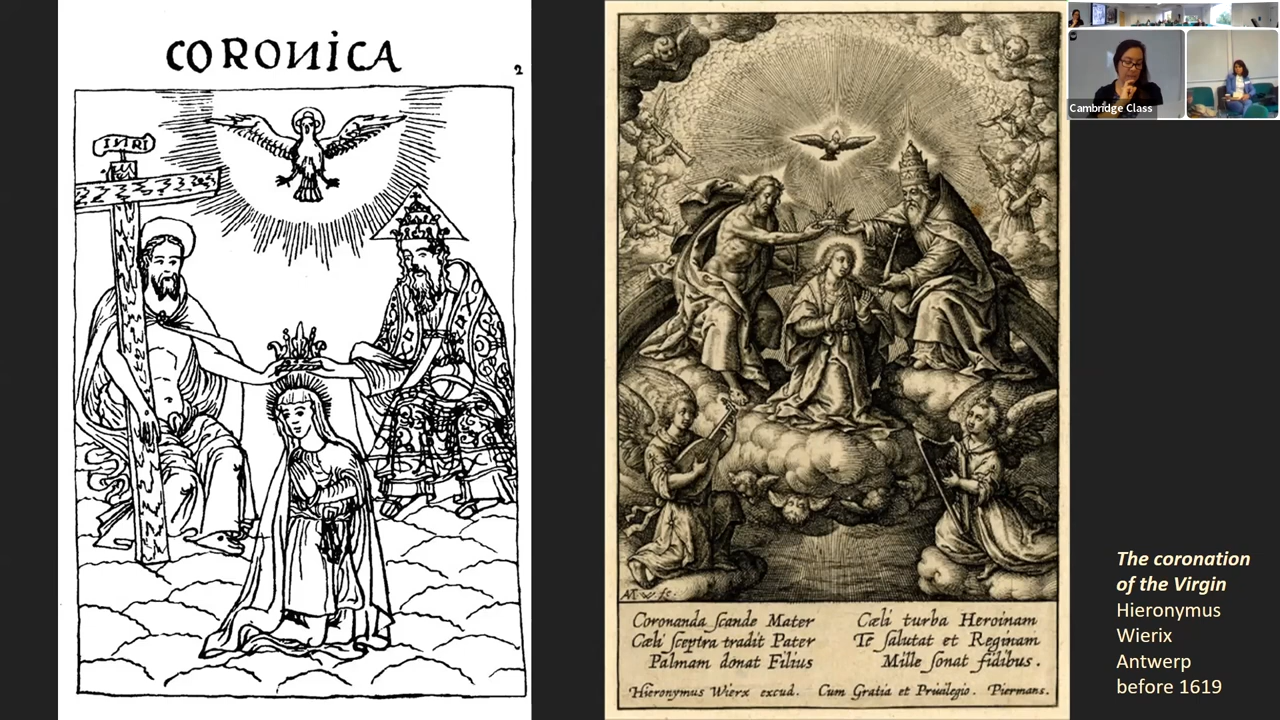 COROИICA
2
INRI
Coronanda scande Mater
Cæli sceptra tradit Pater
Palmam donat Filius
Cæli turba Heroinam
Te salutat et Reginam
Mille sonat fidibus.
Hieronymus Wierx excud. Cum Gratia et Priuilegio. Piermans.
Cambridge Class
The coronation
of the Virgin
Hieronymus
Wierix
Antwerp
before 1619